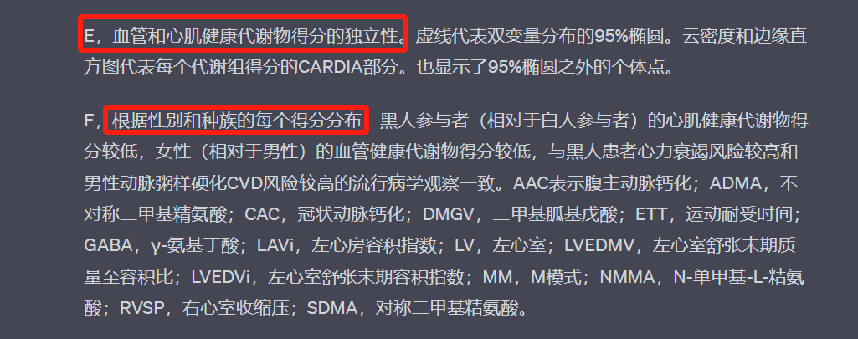 E，血管和心肌健康代谢物得分的独立性。虚线代表双变量分布的95%椭圆。云密度和边缘直
方图代表每个代谢组得分的CARDIA部分。也显示了95%椭圆之外的个体点。
F，根据性别和种族的每个得分分布。黑人参与者（相对于白人参与者）的心肌健康代谢物得
分较低，女性（相对于男性）的血管健康代谢物得分较低，与黑人患者心力衰竭风险较高和
男性动脉粥样硬化CVD风险较高的流行病学观察一致。AAC表示腹主动脉钙化；ADMA，不
对称二甲基精氨酸；CAC，冠状动脉钙化；DMGV，二甲基胍基戊酸；ETT，运动耐受时间；
GABA，γ-氨基丁酸；LAVi，左心房容积指数；LV，左心室；LVEDMV，左心室舒张末期质
量至容积比；LVEDVi，左心室舒张末期容积指数；MM，M模式；NMMA，N-单甲基-L-精氨
酸；RVSP，右心室收缩压；SDMA，对称二甲基精氨酸。